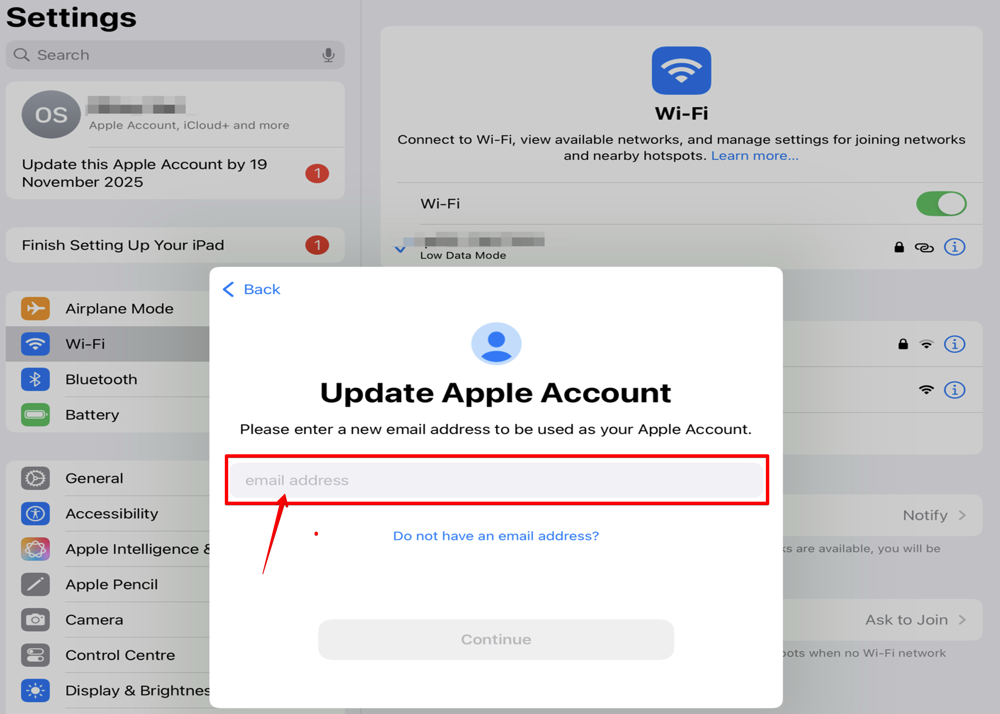 Settings
Search
OS
Apple Account, iCloud+ and more
Update this Apple Account by 19
November 2025
1
Finish Setting Up Your iPad
1
Airplane Mode
Wi-Fi
Bluetooth
Battery
General
Accessibility
Apple Intelligence &
Apple Pencil
Camera
Control Centre
Display & Brightnes
Wi-Fi
Connect to Wi-Fi, view available networks, and manage settings for joining networks
and nearby hotspots. Learn more...
Wi-Fi
Low Data Mode
Back
Update Apple Account
Please enter a new email address to be used as your Apple Account.
email address
Do not have an email address?
Continue
Notify
ks are available, you will be
Ask to Join
pots when no Wi-Fi network